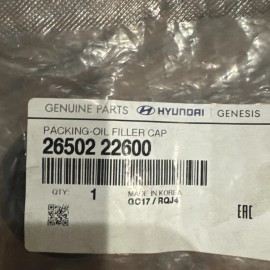 GENUINE PARTS HYUNDAI GENESIS
PACKING-OIL FILLER CAP
26502 22600
QTY: 1 MADE IN KOREA
GC17 / RQJ4
EAC